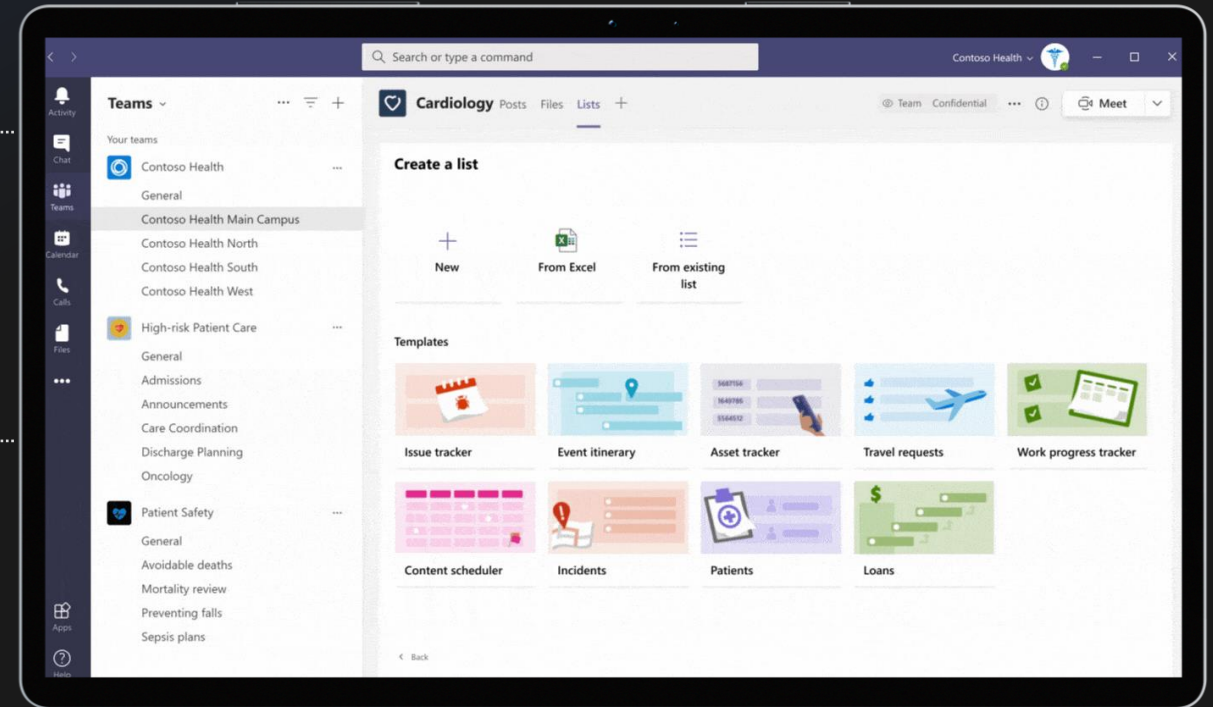 Search or type a command
Contoso Health
Activity
Chat
Teams
Calendar
Calls
Files
Apps
Help
Teams
Your teams
Contoso Health
General
Contoso Health Main Campus
Contoso Health North
Contoso Health South
Contoso Health West
High-risk Patient Care
General
Admissions
Announcements
Care Coordination
Discharge Planning
Oncology
Patient Safety
General
Avoidable deaths
Mortality review
Preventing falls
Sepsis plans
Cardiology Posts Files Lists
Team Confidential
Meet
Create a list
New
From Excel
From existing
list
Templates
5687156
1649785
5564512
Issue tracker
Event itinerary
Asset tracker
Travel requests
Work progress tracker
Content scheduler
Incidents
Patients
Loans
Back